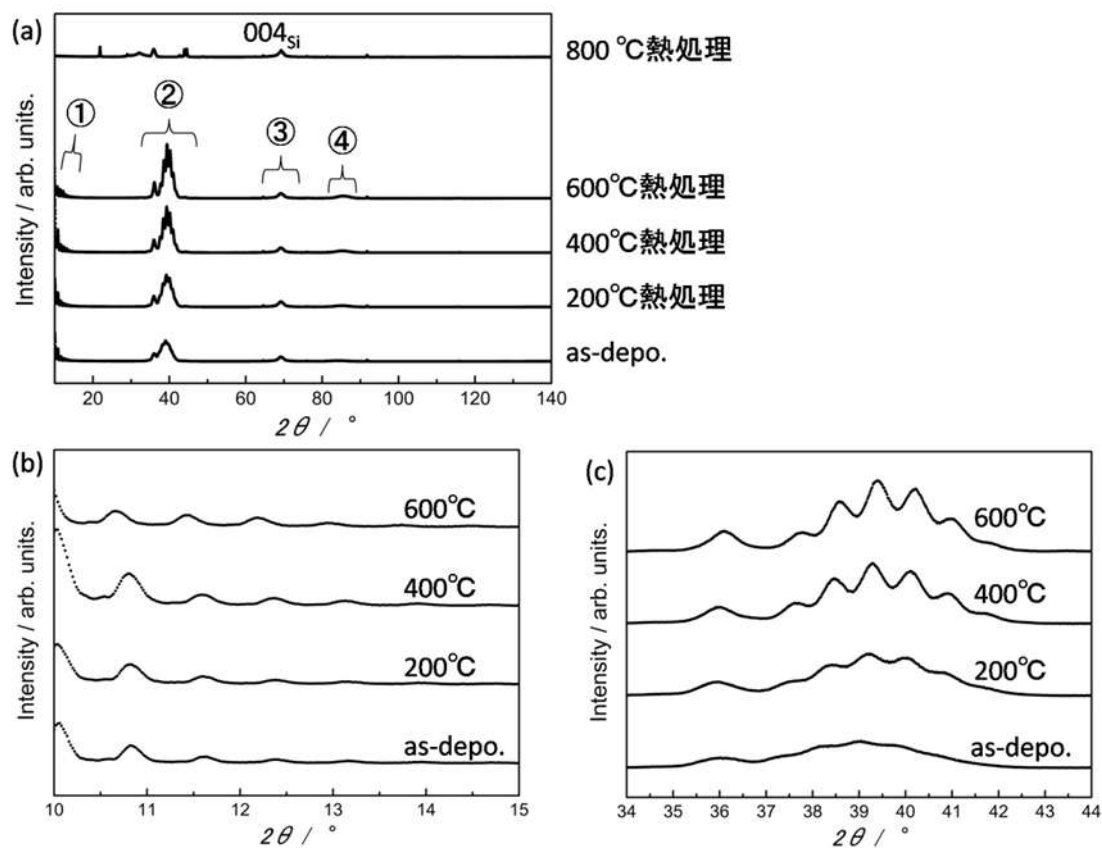 (a)
004Si
800 ℃熱処理
①
②
③
④
600℃熱処理
400℃熱処理
200℃熱処理
as-depo.
Intensity / arb. units.
20 40 60 80 100 120 140
2θ / °
(b)
600℃
400℃
200℃
as-depo.
Intensity / arb. units.
10 11 12 13 14 15
2θ / °
(c)
600℃
400℃
200℃
as-depo.
Intensity / arb. units.
34 35 36 37 38 39 40 41 42 43 44
2θ / °